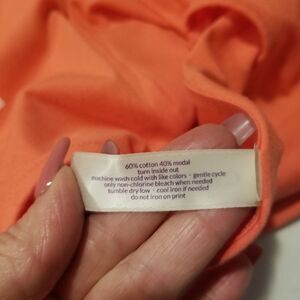 60% cotton 40% modal
turn inside out
machine wash cold with like colors - gentle cycle
only non-chlorine bleach when needed
tumble dry low - cool iron if needed
do not iron on print